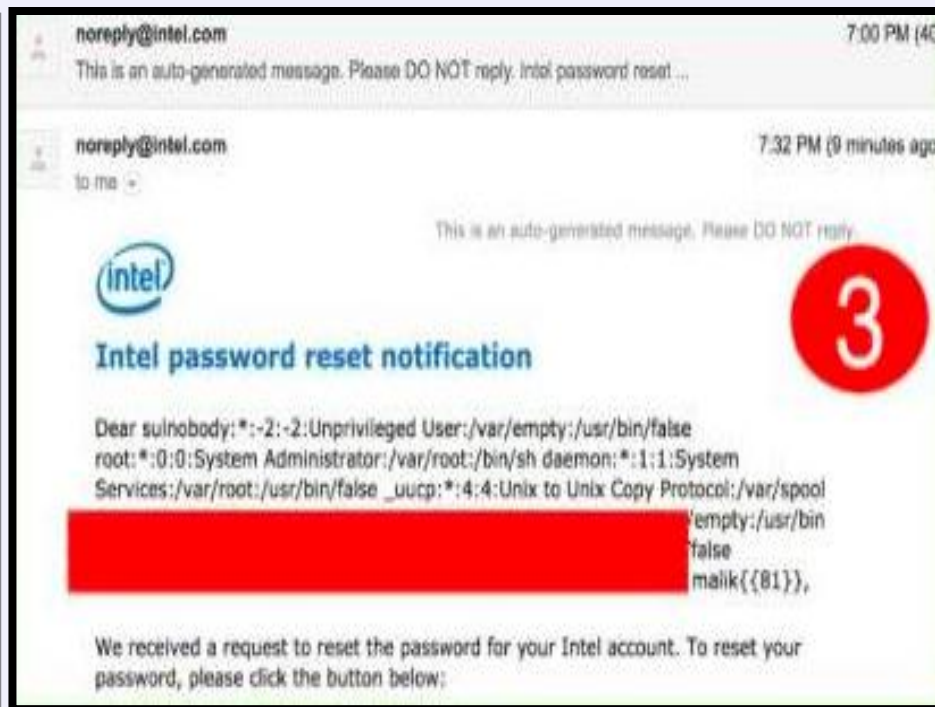 noreply@intel.com 7:00 PM (40
This is an auto-generated message. Please DO NOT reply. Intel password reset ...
noreply@intel.com 7:32 PM (9 minutes ago
to me
This is an auto-generated message. Please DO NOT reply.
intel
3
Intel password reset notification
Dear sulnobody:*:-2:-2:Unprivileged User:/var/empty:/usr/bin/false
root:*:0:0:System Administrator:/var/root:/bin/sh daemon:*:1:1:System
Services:/var/root:/usr/bin/false _uucp:*:4:4:Unix to Unix Copy Protocol:/var/spool
/empty:/usr/bin
false
malik{{81}},
We received a request to reset the password for your Intel account. To reset your
password, please click the button below: